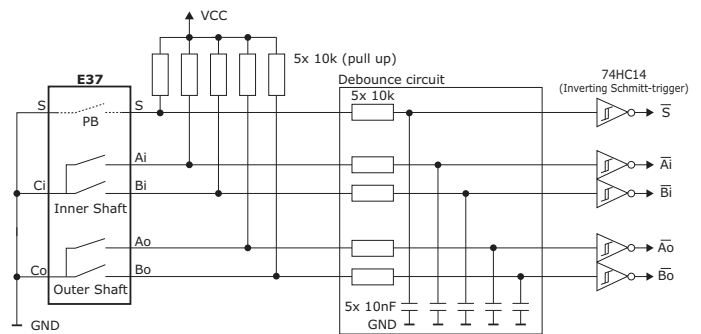 VCC
5x 10k (pull up)
E37
Debounce circuit
74HC14
(Inverting Schmitt-trigger)
5x 10k
S
S
S̅
PB
Ai
A̅i̅
Ci
Bi
B̅i̅
Inner Shaft
Ao
A̅o̅
Co
Bo
B̅o̅
Outer Shaft
5x 10nF
GND
GND